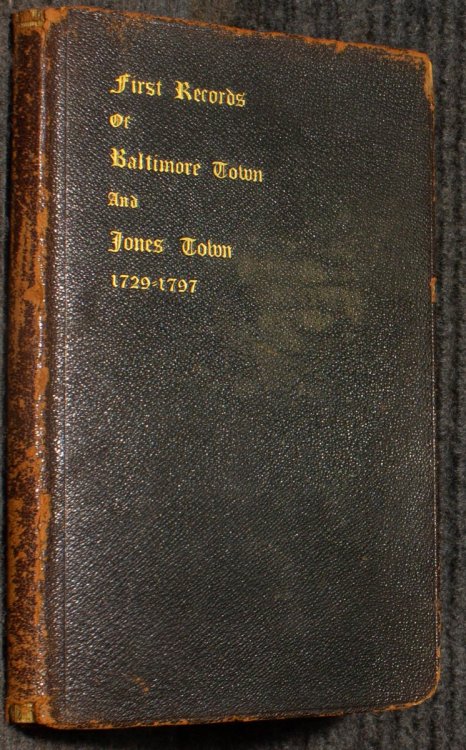 First Records
Of
Baltimore Town
And
Jones Town
1729-1797